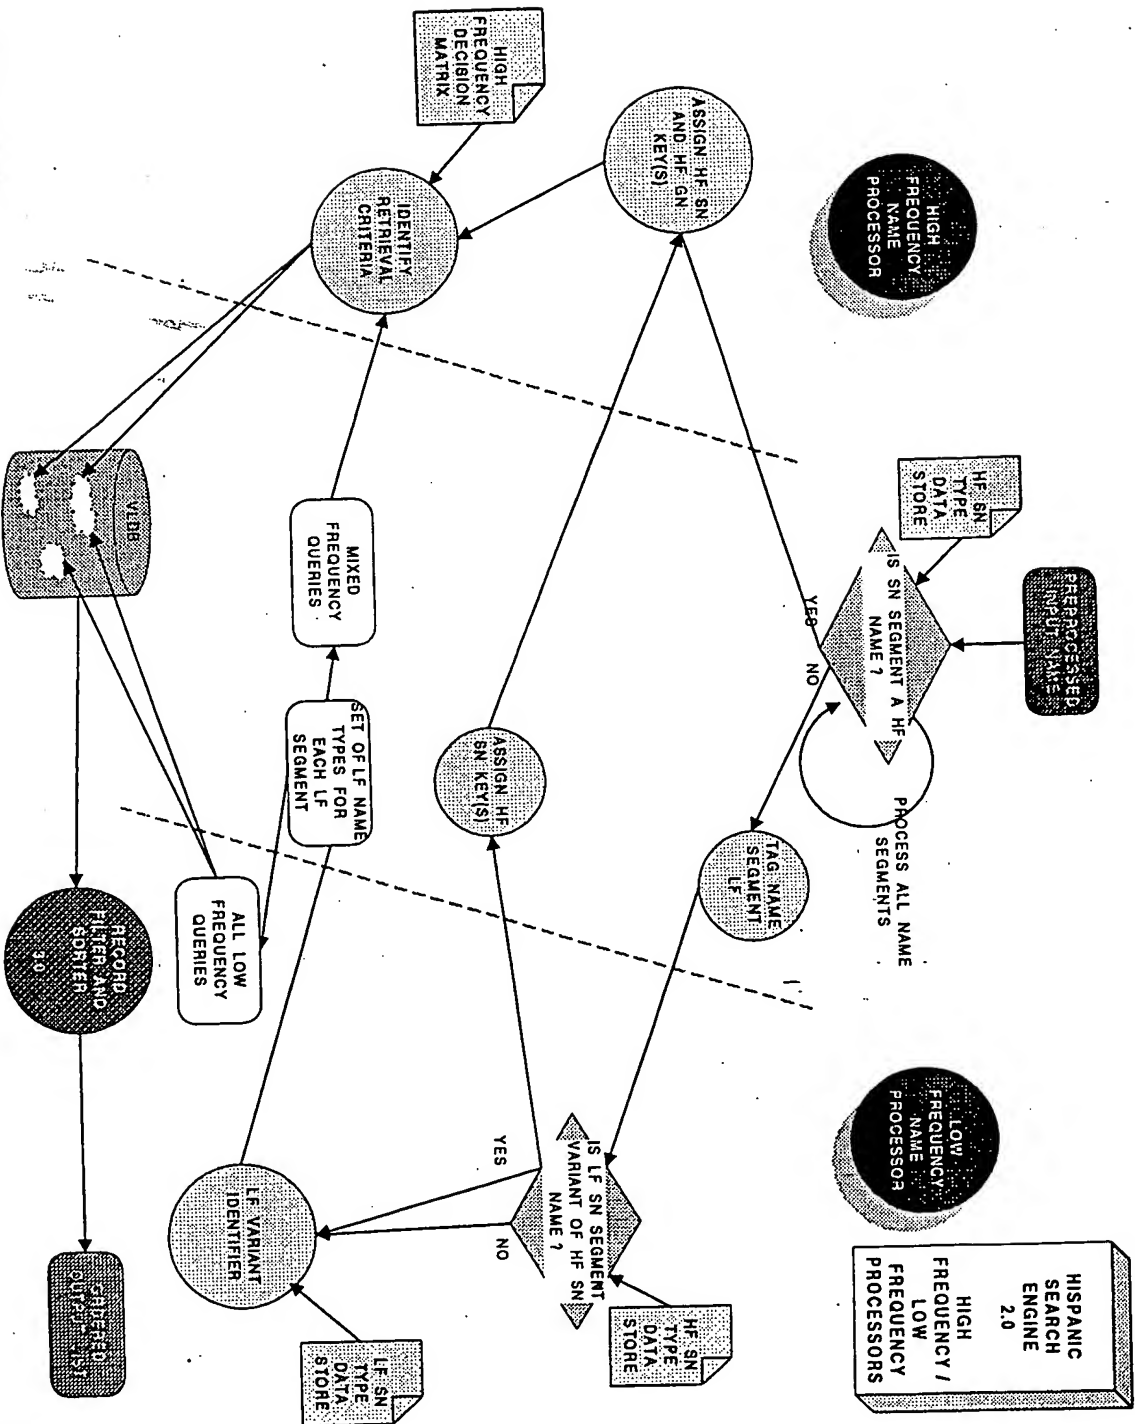 HIGH
FREQUENCY
NAME
PROCESSOR
LOW
FREQUENCY
NAME
PROCESSOR
HISPANIC
SEARCH
ENGINE
2.0
HIGH
FREQUENCY /
LOW
FREQUENCY
PROCESSORS
PREPROCESSED
INPUT NAME
HF SN
TYPE
DATA
STORE
IS SN SEGMENT A HF
NAME ?
YES
NO
PROCESS ALL NAME
SEGMENTS
TAG NAME
SEGMENT
LF
ASSIGN HF SN
AND HF GN
KEY(S)
IS LF SN SEGMENT
VARIANT OF HF SN
NAME ?
YES
NO
HF SN
TYPE
DATA
STORE
ASSIGN HF
SN KEY(S)
HIGH
FREQUENCY
DECISION
MATRIX
IDENTIFY
RETRIEVAL
CRITERIA
MIXED
FREQUENCY
QUERIES
SET OF LF NAME
TYPES FOR
EACH LF
SEGMENT
LF VARIANT
IDENTIFIER
LF SN
TYPE
DATA
STORE
ALL LOW
FREQUENCY
QUERIES
VLDB
RECORD
FILTER AND
SORTER
3.0
ORDERED
OUTPUT LIST